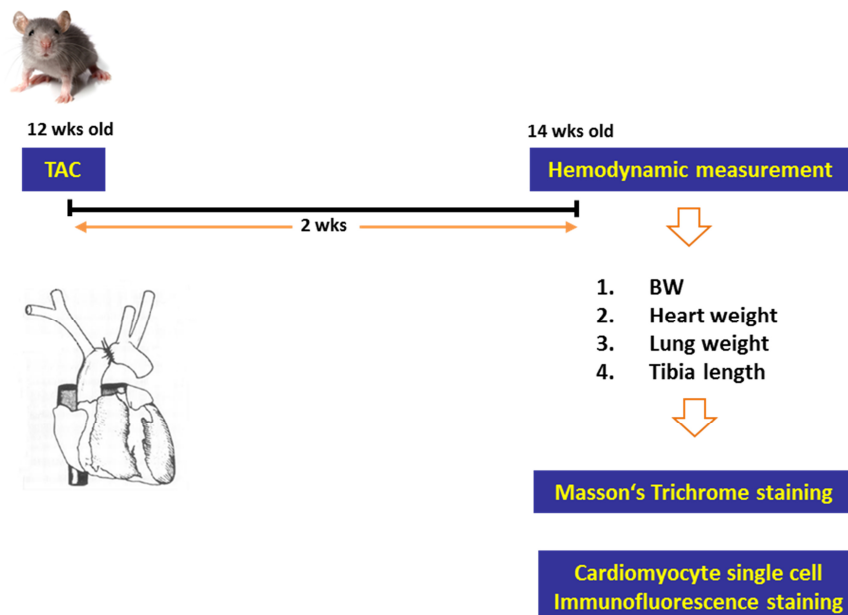 12 wks old
14 wks old
TAC
Hemodynamic measurement
2 wks
1. BW
2. Heart weight
3. Lung weight
4. Tibia length
Masson‘s Trichrome staining
Cardiomyocyte single cell
Immunofluorescence staining